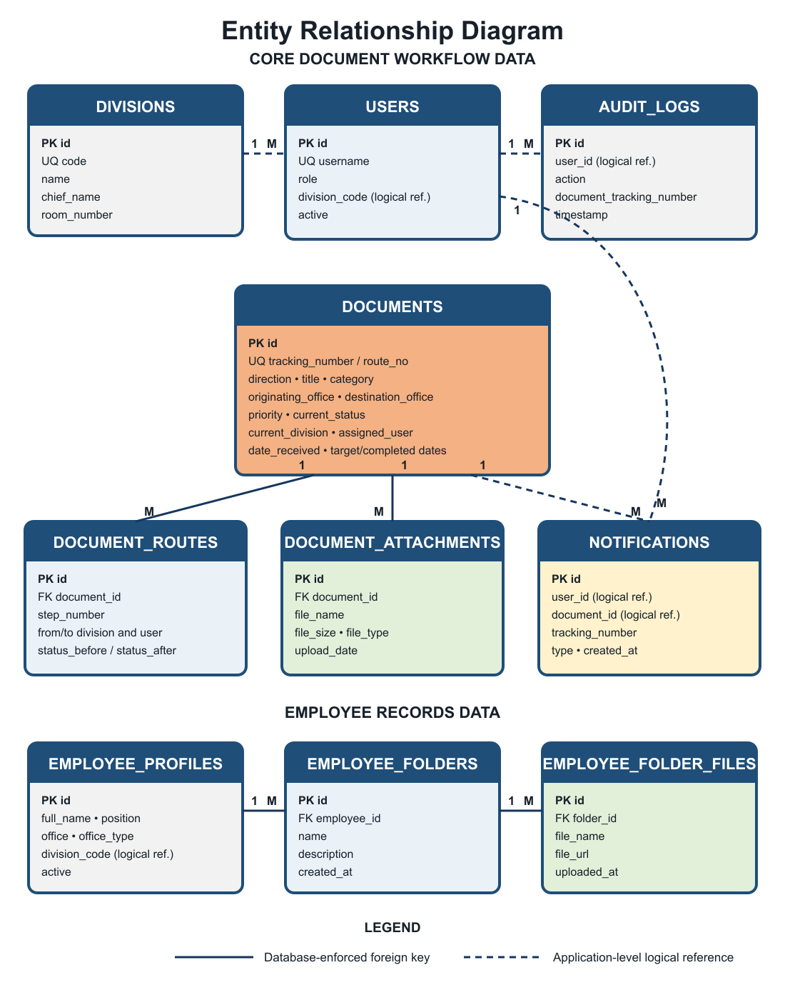 Entity Relationship Diagram
CORE DOCUMENT WORKFLOW DATA
DIVISIONS
PK id
UQ code
name
chief_name
room_number
1 M
USERS
PK id
UQ username
role
division_code (logical ref.)
active
1 M
AUDIT_LOGS
PK id
user_id (logical ref.)
action
document_tracking_number
timestamp
1
DOCUMENTS
PK id
UQ tracking_number / route_no
direction • title • category
originating_office • destination_office
priority • current_status
current_division • assigned_user
date_received • target/completed dates
1 1 1
M M M M
DOCUMENT_ROUTES
PK id
FK document_id
step_number
from/to division and user
status_before / status_after
DOCUMENT_ATTACHMENTS
PK id
FK document_id
file_name
file_size • file_type
upload_date
NOTIFICATIONS
PK id
user_id (logical ref.)
document_id (logical ref.)
tracking_number
type • created_at
EMPLOYEE RECORDS DATA
EMPLOYEE_PROFILES
PK id
full_name • position
office • office_type
division_code (logical ref.)
active
1 M
EMPLOYEE_FOLDERS
PK id
FK employee_id
name
description
created_at
1 M
EMPLOYEE_FOLDER_FILES
PK id
FK folder_id
file_name
file_url
uploaded_at
LEGEND
Database-enforced foreign key
Application-level logical reference